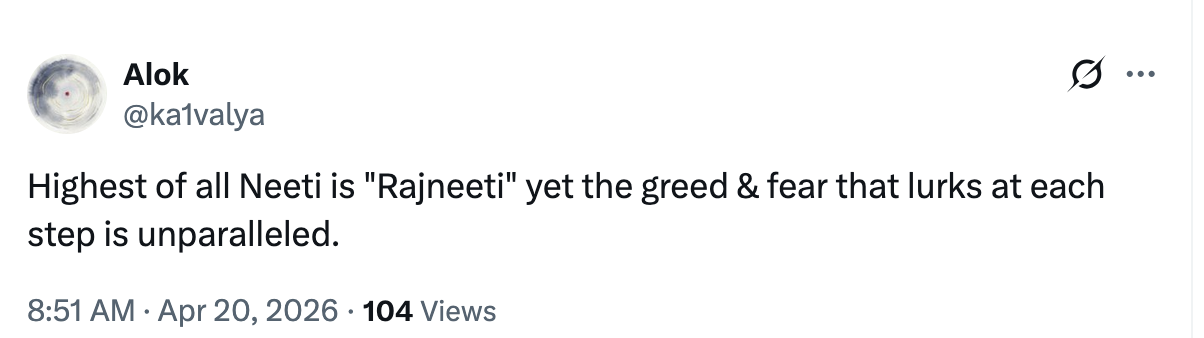 Alok
@ka1valya
Highest of all Neeti is "Rajneeti" yet the greed & fear that lurks at each
step is unparalleled.
8:51 AM · Apr 20, 2026 · 104 Views